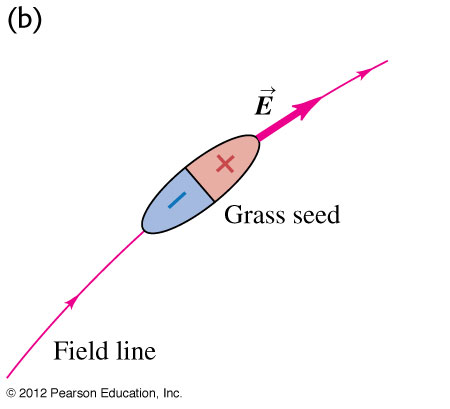 (b)
E⃗
+
−
Grass seed
Field line
© 2012 Pearson Education, Inc.